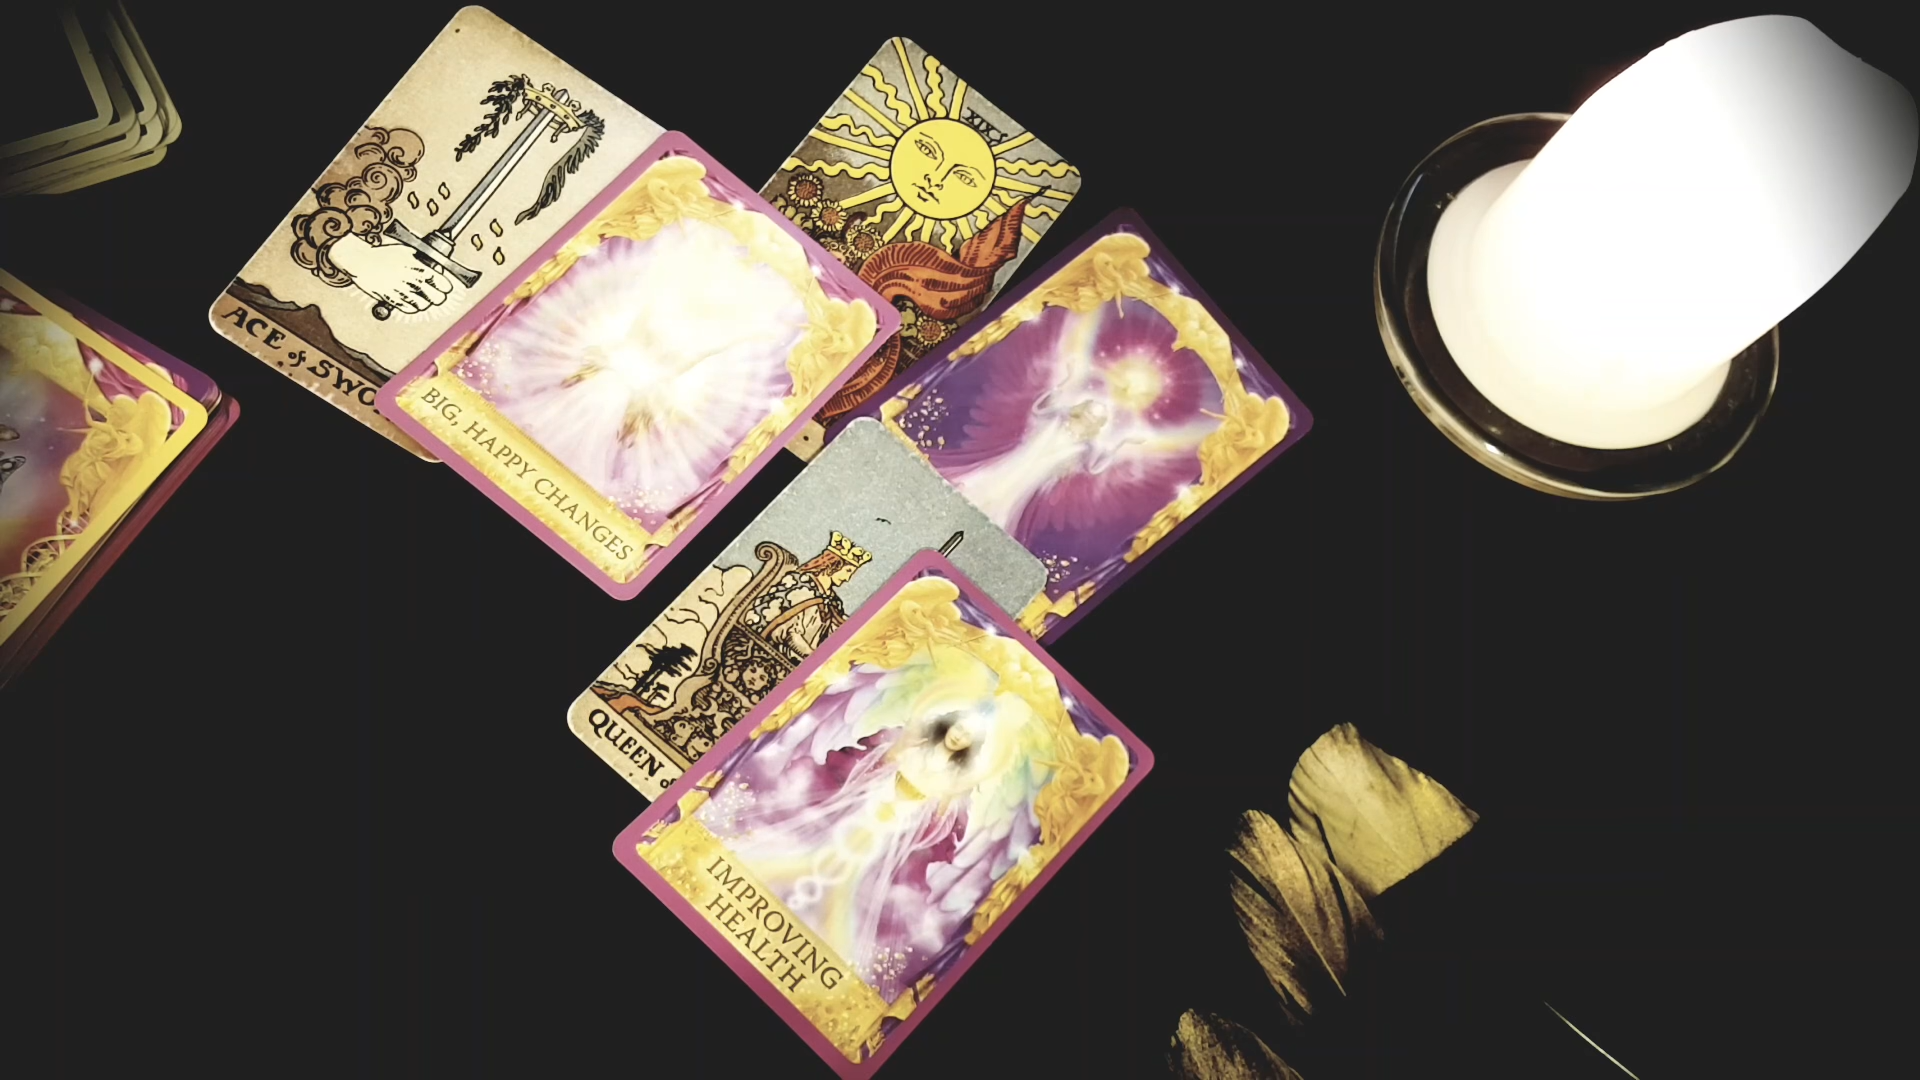 XIX
ACE of SWO
BIG, HAPPY CHANGES
QUEEN
IMPROVING
HEALTH